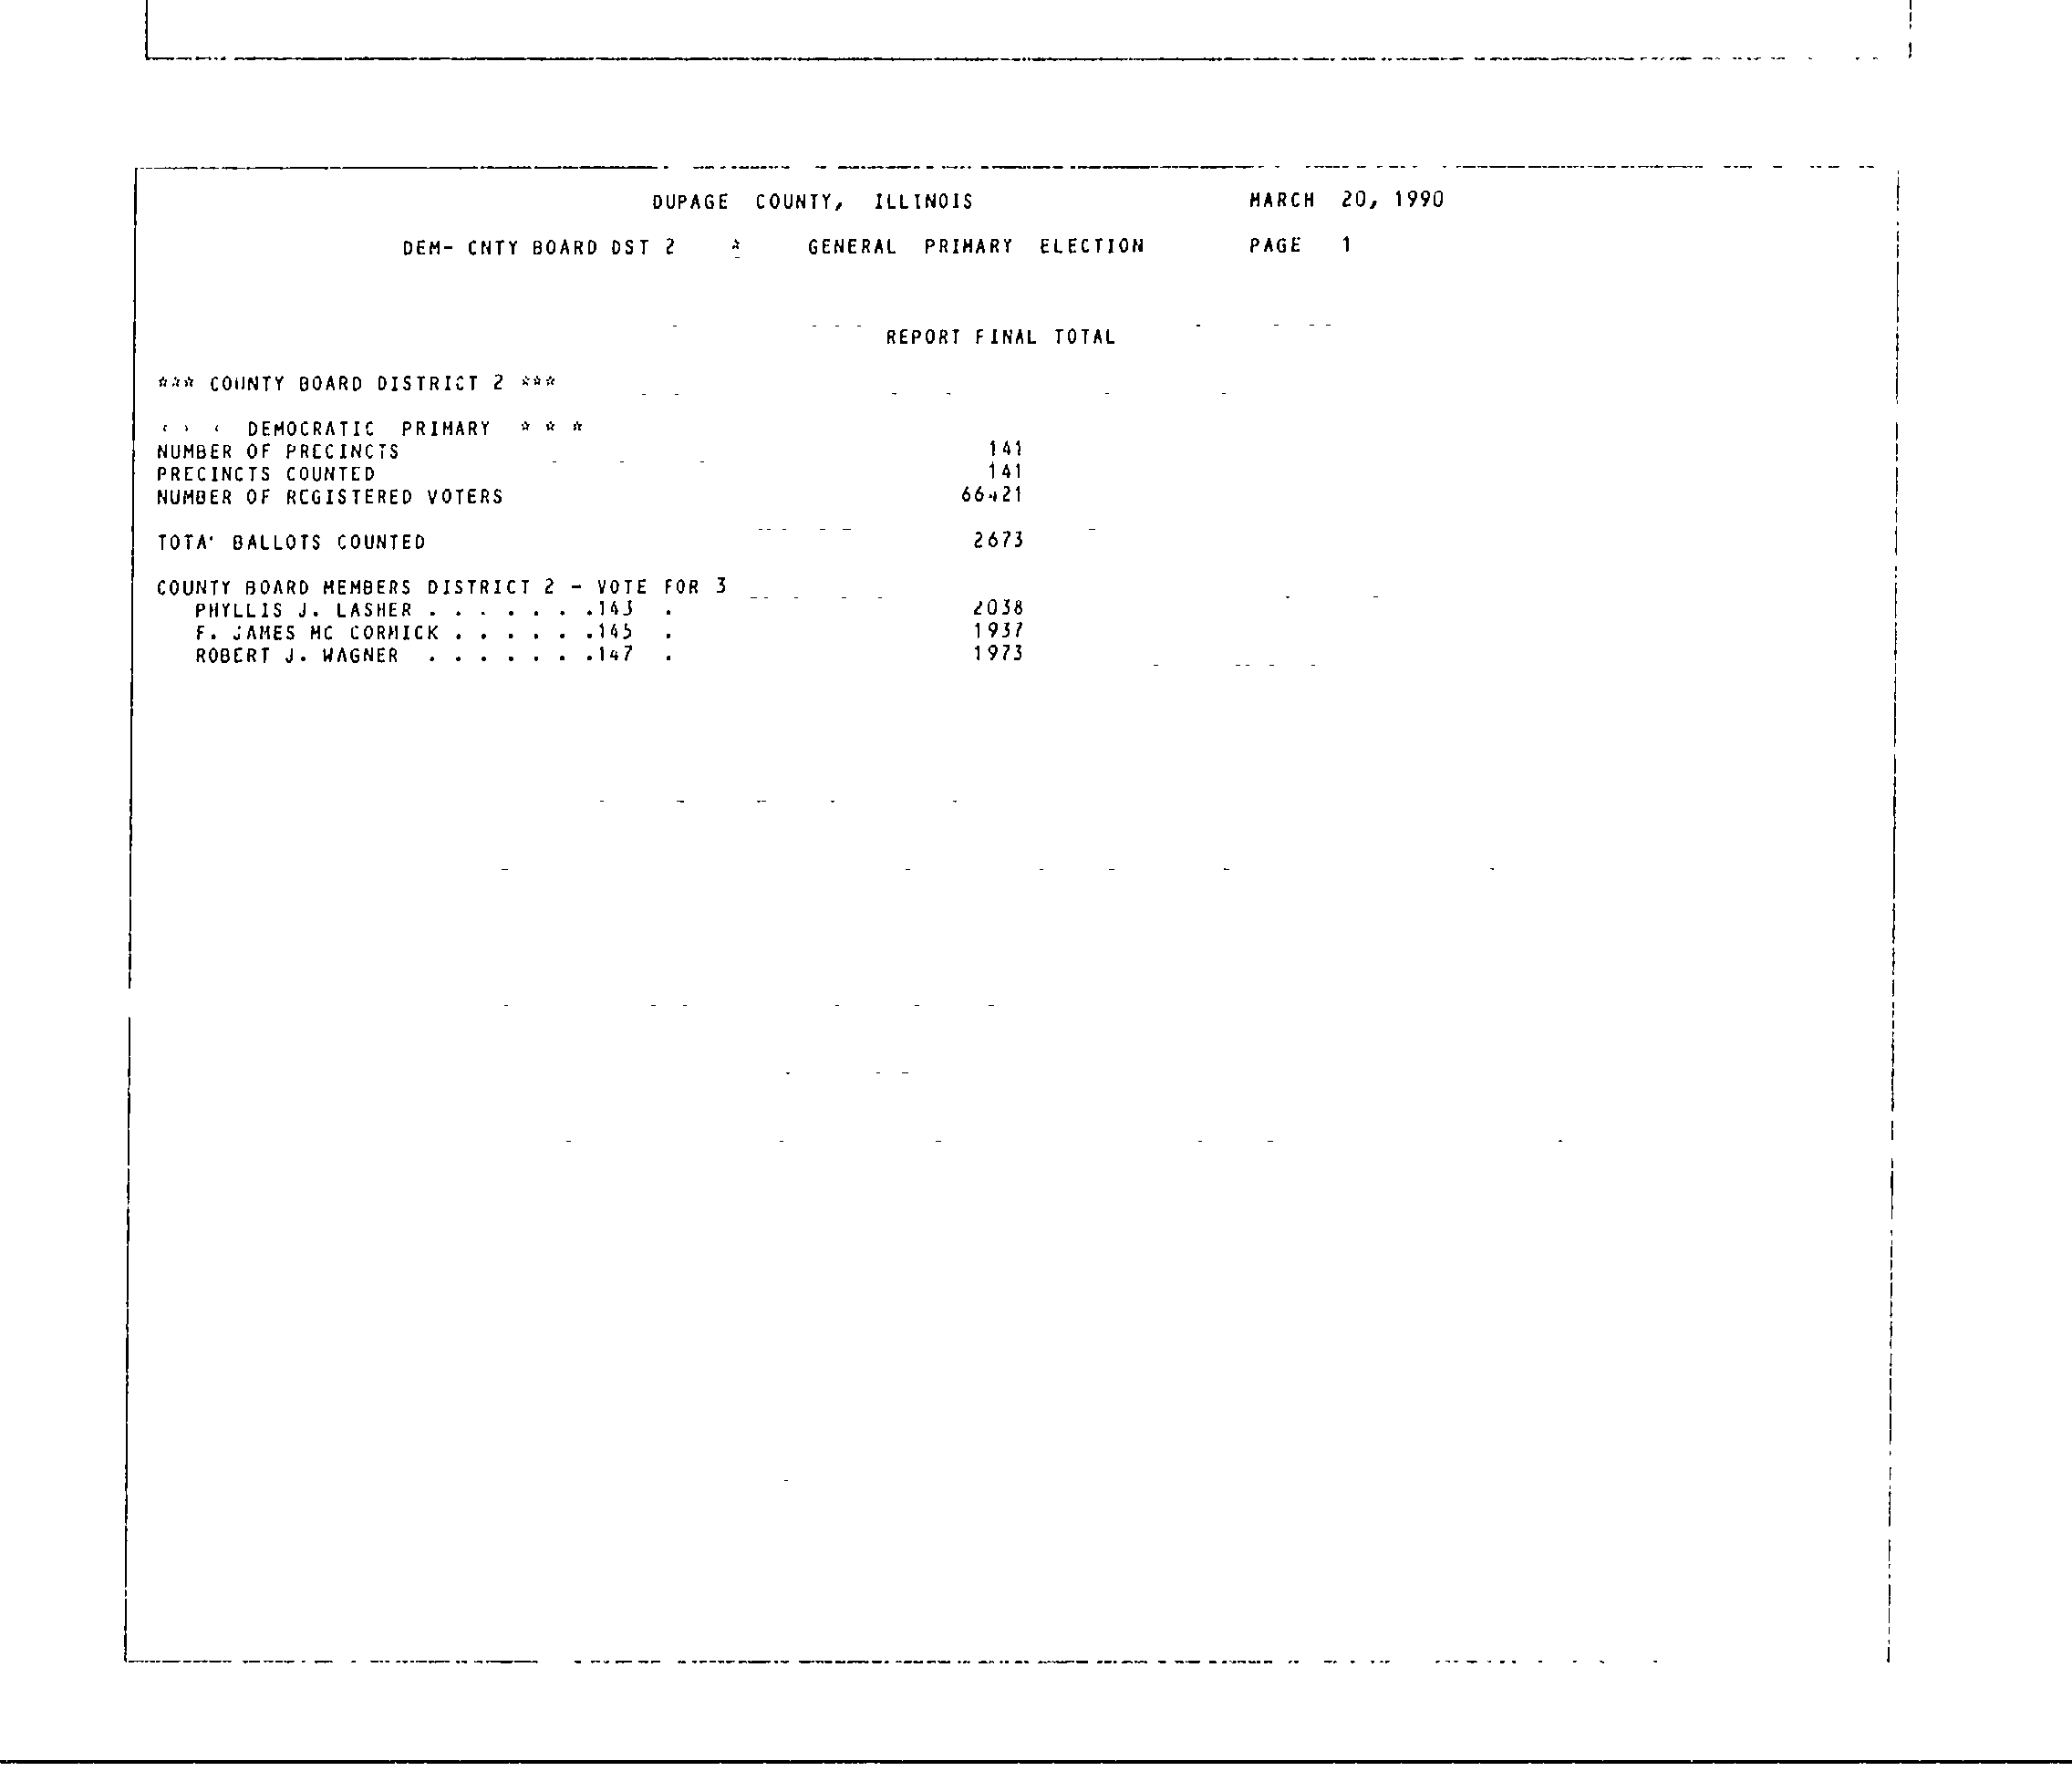 DUPAGE COUNTY, ILLINOIS MARCH 20, 1990
DEM- CNTY BOARD DST 2 * GENERAL PRIMARY ELECTION PAGE 1
REPORT FINAL TOTAL
*** COUNTY BOARD DISTRICT 2 ***
* * * DEMOCRATIC PRIMARY * * *
NUMBER OF PRECINCTS 141
PRECINCTS COUNTED 141
NUMBER OF REGISTERED VOTERS 66421
TOTAL BALLOTS COUNTED 2673
COUNTY BOARD MEMBERS DISTRICT 2 - VOTE FOR 3
PHYLLIS J. LASHER . . . . . . .143 . 2038
F. JAMES MC CORMICK . . . . . .145 . 1937
ROBERT J. WAGNER . . . . . . .147 . 1973